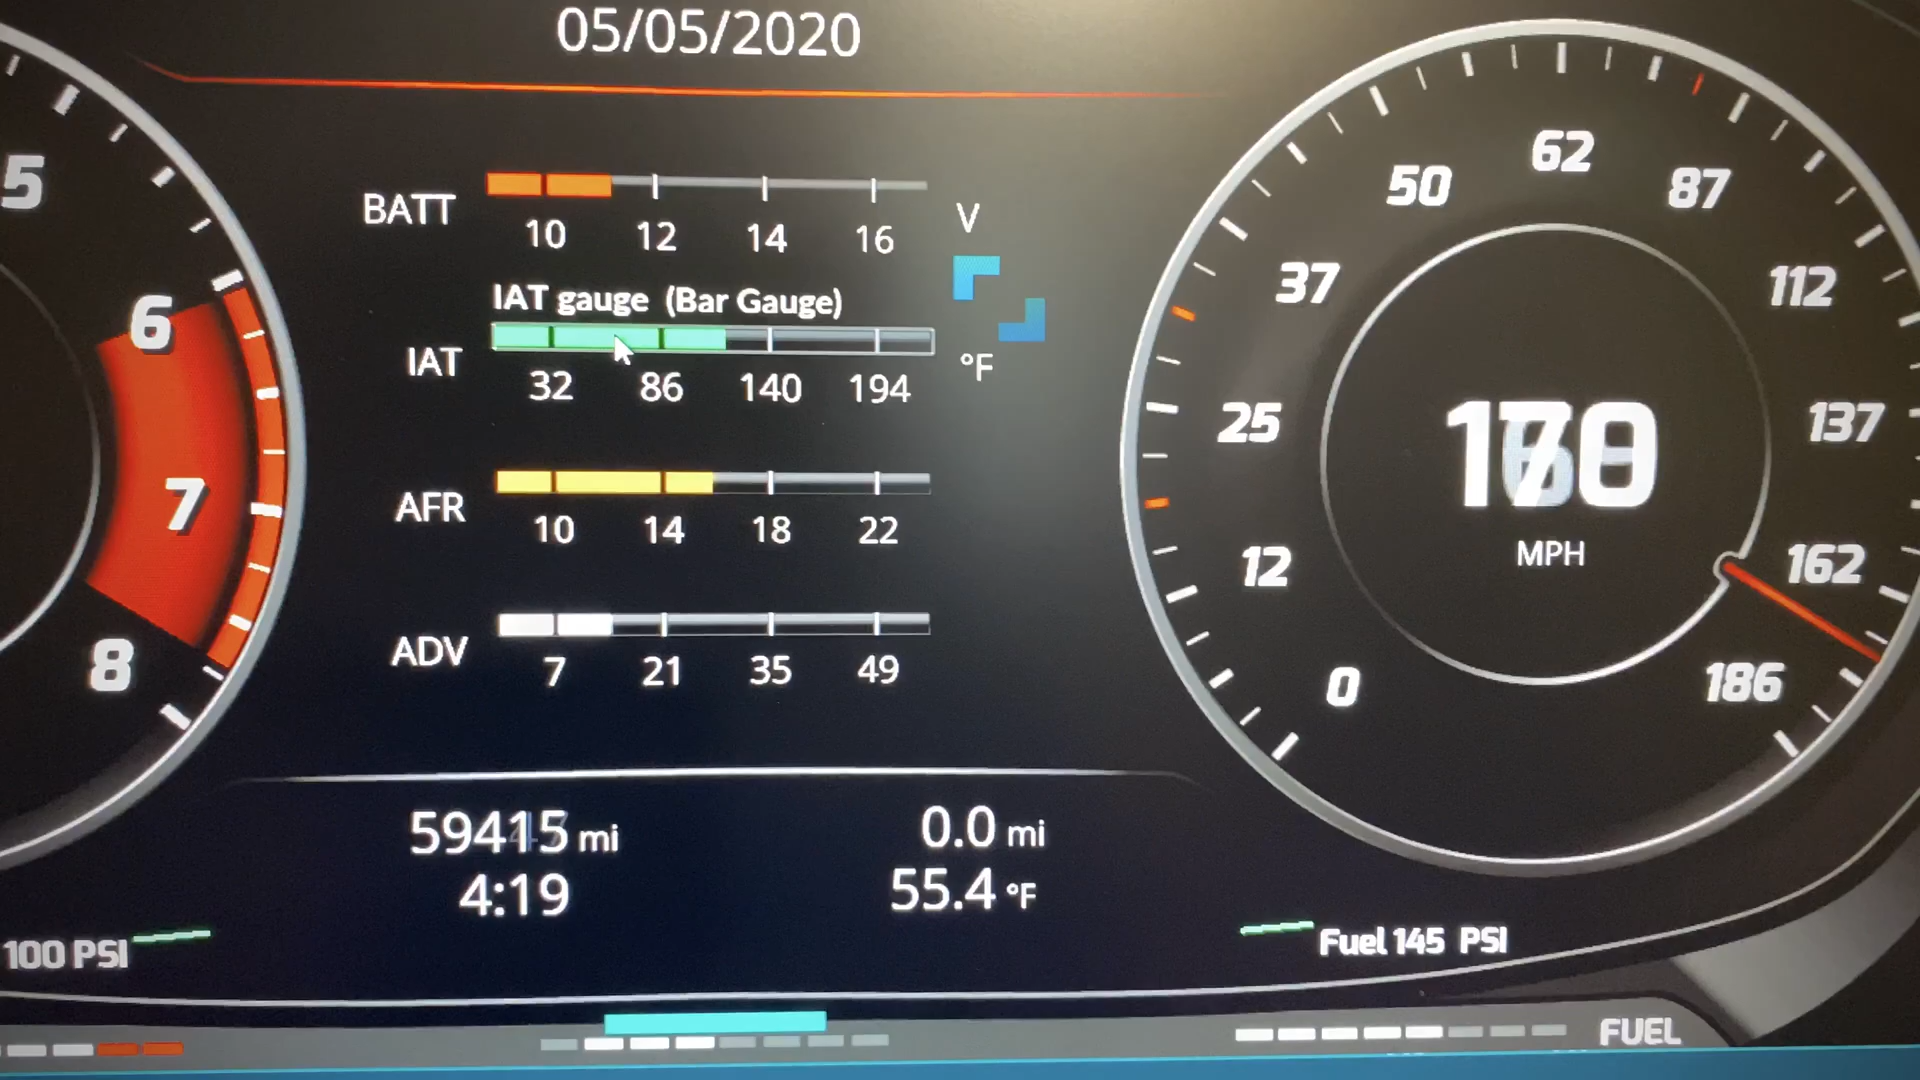 05/05/2020
5
6
7
8
BATT
10 12 14 16
V
IAT gauge (Bar Gauge)
IAT
32 86 140 194
°F
AFR
10 14 18 22
ADV
7 21 35 49
0
12
25
37
50
62
87
112
137
162
186
MPH
mi
4:19
0.0 mi
55.4 °F
100 PSI
Fuel 145 PSI
FUEL